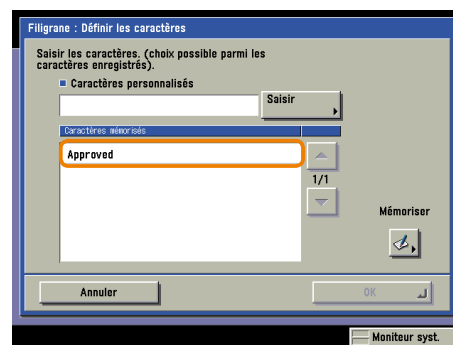 Filigrane : Définir les caractères
Saisir les caractères. (choix possible parmi les
caractères enregistrés).
Caractères personnalisés
Saisir
Caractères mémorisés
Approved
1/1
Mémoriser
Annuler
OK
Moniteur syst.